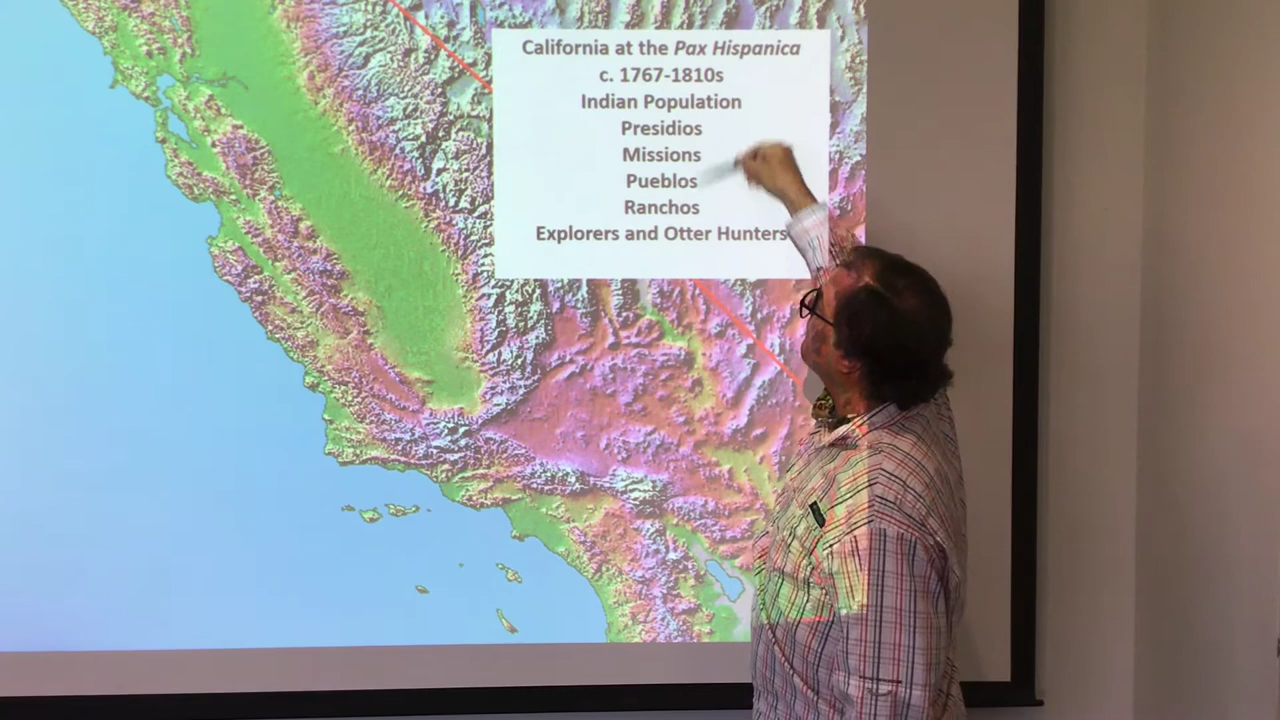 California at the Pax Hispanica
c. 1767-1810s
Indian Population
Presidios
Missions
Pueblos
Ranchos
Explorers and Otter Hunters